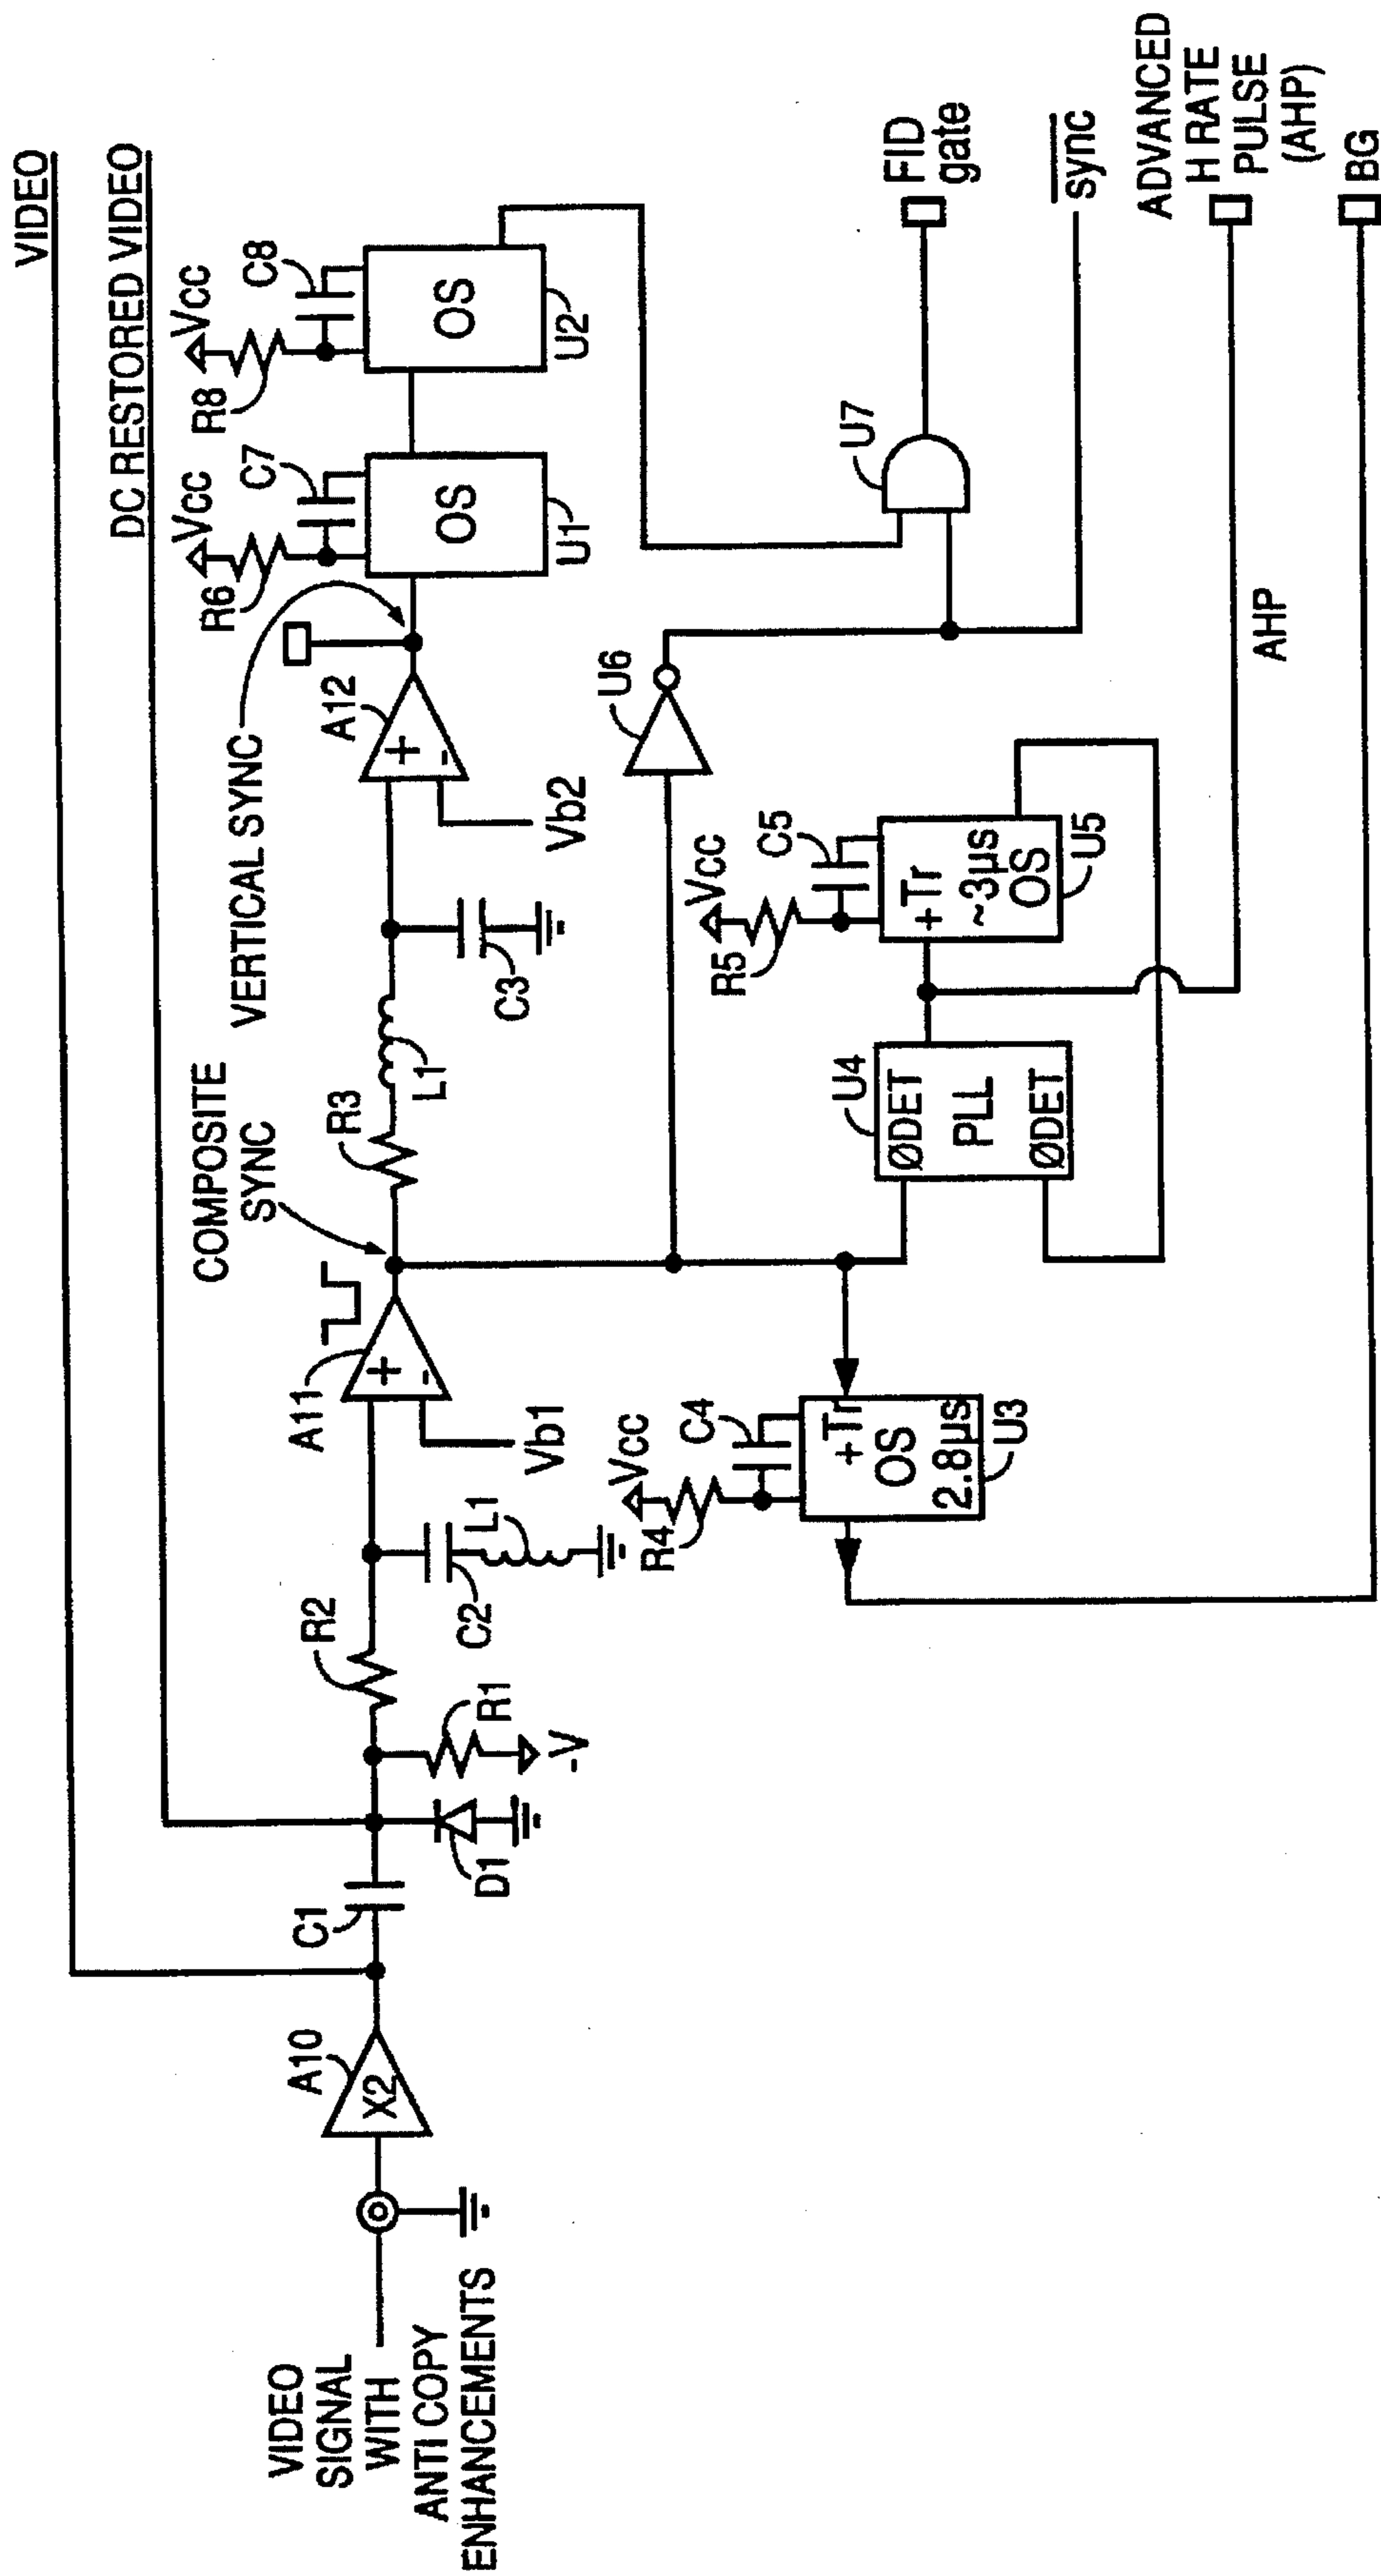 VIDEO
DC RESTORED VIDEO
VIDEO
SIGNAL
WITH
ANTI COPY
ENHANCEMENTS
A10
X2
C1
D1
R1
-V
R2
C2
L1
A11
+
-
Vb1
COMPOSITE
SYNC
R3
L1
C3
VERTICAL SYNC
A12
+
-
Vb2
R6
Vcc
C7
OS
U1
R8
Vcc
C8
OS
U2
U6
U7
FID
gate
sync
R4
Vcc
C4
+Tr
OS
2.8µs
U3
U4
ØDET
PLL
ØDET
R5
Vcc
C5
+Tr
~3µs
OS
U5
AHP
ADVANCED
H RATE
PULSE
(AHP)
BG